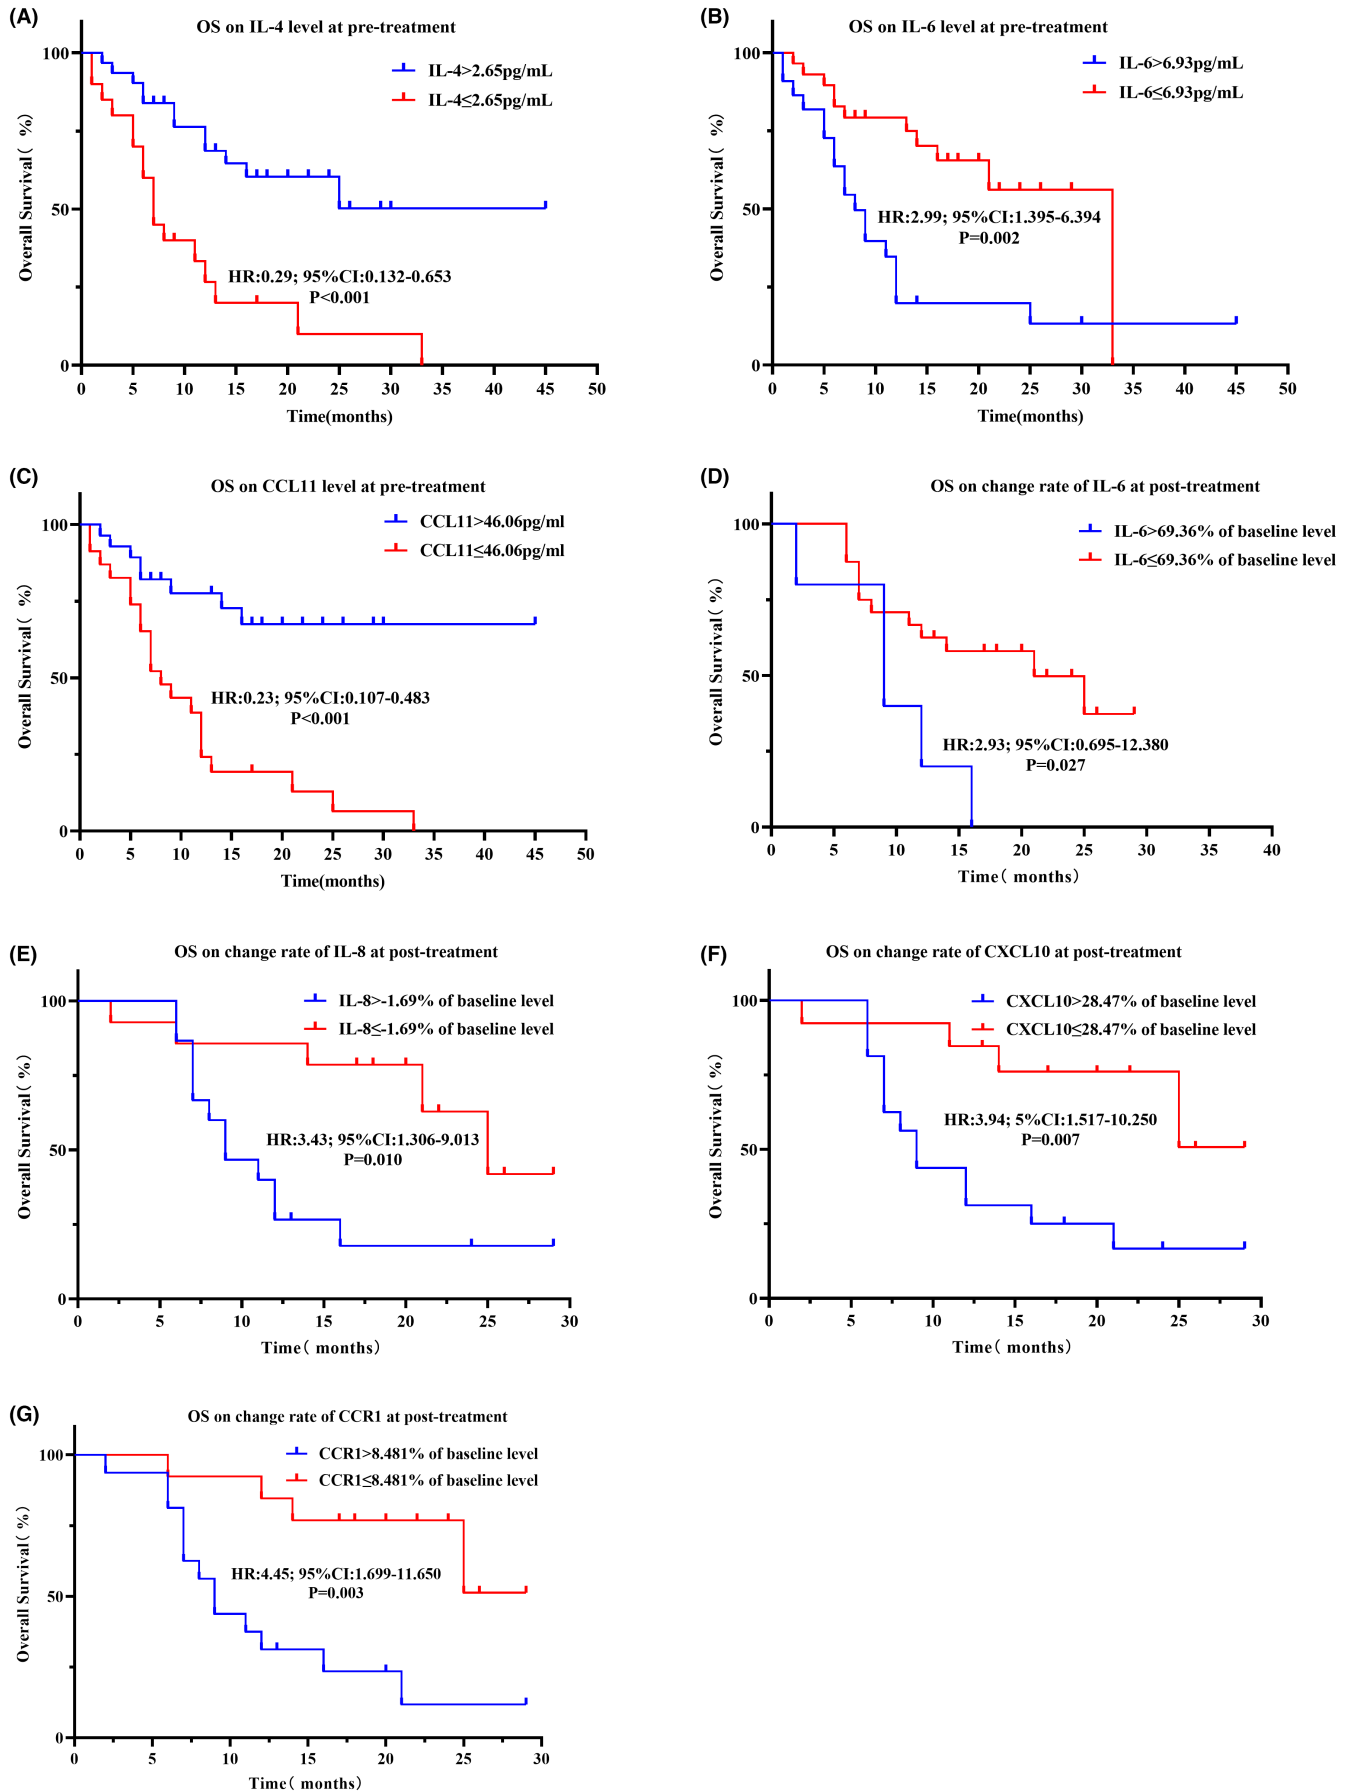 (A)
OS on IL-4 level at pre-treatment
IL-4>2.65pg/mL
IL-4≤2.65pg/mL
100
50
0
Overall Survival( %)
HR:0.29; 95%CI:0.132-0.653
P<0.001
0 5 10 15 20 25 30 35 40 45 50
Time(months)
(B)
OS on IL-6 level at pre-treatment
IL-6>6.93pg/mL
IL-6≤6.93pg/mL
100
50
0
Overall Survival( %)
HR:2.99; 95%CI:1.395-6.394
P=0.002
0 5 10 15 20 25 30 35 40 45 50
Time(months)
(C)
OS on CCL11 level at pre-treatment
CCL11>46.06pg/ml
CCL11≤46.06pg/ml
100
50
0
Overall Survival( %)
HR:0.23; 95%CI:0.107-0.483
P<0.001
0 5 10 15 20 25 30 35 40 45 50
Time(months)
(D)
OS on change rate of IL-6 at post-treatment
IL-6>69.36% of baseline level
IL-6≤69.36% of baseline level
100
50
0
Overall Survival( %)
HR:2.93; 95%CI:0.695-12.380
P=0.027
0 5 10 15 20 25 30 35 40
Time( months)
(E)
OS on change rate of IL-8 at post-treatment
IL-8>-1.69% of baseline level
IL-8≤-1.69% of baseline level
100
50
0
Overall Survival( %)
HR:3.43; 95%CI:1.306-9.013
P=0.010
0 5 10 15 20 25 30
Time( months)
(F)
OS on change rate of CXCL10 at post-treatment
CXCL10>28.47% of baseline level
CXCL10≤28.47% of baseline level
100
50
0
Overall Survival( %)
HR:3.94; 5%CI:1.517-10.250
P=0.007
0 5 10 15 20 25 30
Time( months)
(G)
OS on change rate of CCR1 at post-treatment
CCR1>8.481% of baseline level
CCR1≤8.481% of baseline level
100
50
0
Overall Survival( %)
HR:4.45; 95%CI:1.699-11.650
P=0.003
0 5 10 15 20 25 30
Time( months)